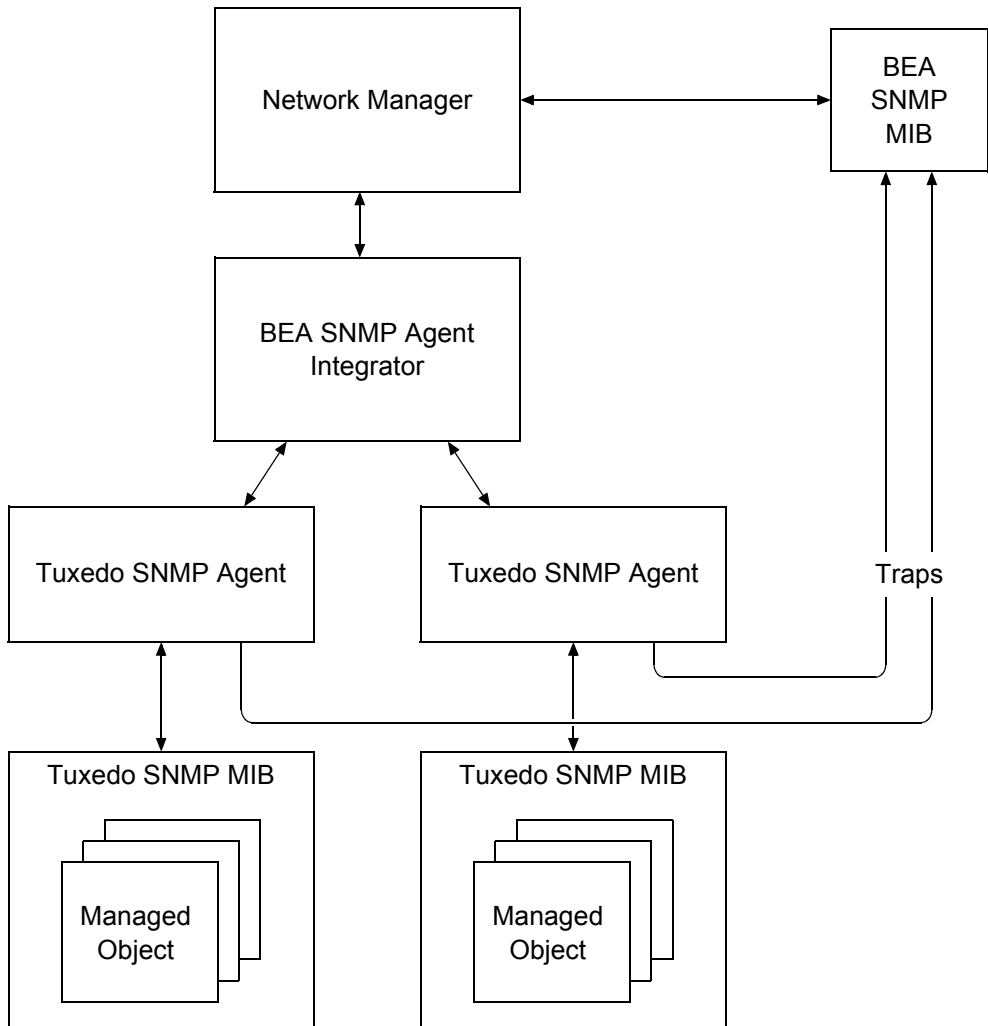 Network Manager
BEA
SNMP
MIB
BEA SNMP Agent
Integrator
Tuxedo SNMP Agent
Tuxedo SNMP Agent
Traps
Tuxedo SNMP MIB
Tuxedo SNMP MIB
Managed
Object
Managed
Object